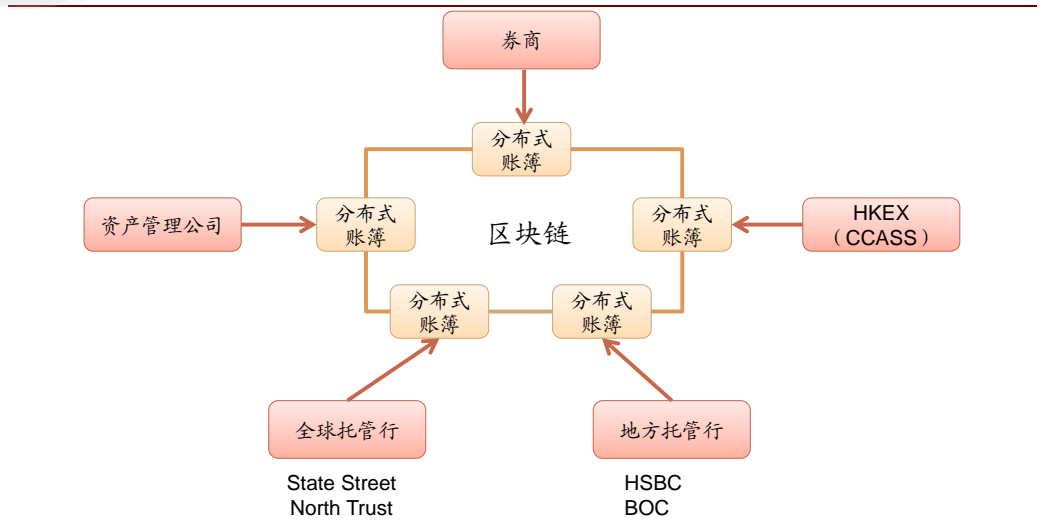 券商
分布式
账簿
资产管理公司
分布式
账簿
区块链
分布式
账簿
HKEX
（CCASS）
分布式
账簿
分布式
账簿
全球托管行
地方托管行
State Street
North Trust
HSBC
BOC